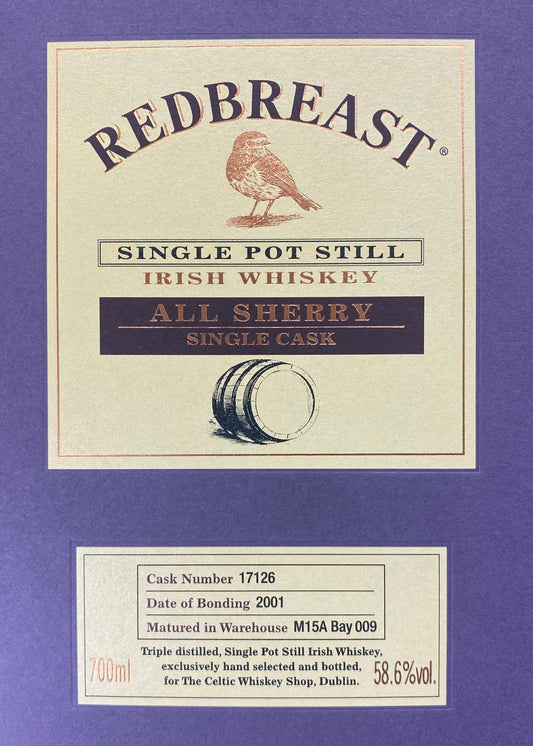 REDBREAST®
SINGLE POT STILL
IRISH WHISKEY
ALL SHERRY
SINGLE CASK
Cask Number 17126
Date of Bonding 2001
Matured in Warehouse M15A Bay 009
Triple distilled, Single Pot Still Irish Whiskey,
exclusively hand selected and bottled,
for The Celtic Whiskey Shop, Dublin.
700ml
58.6%vol.